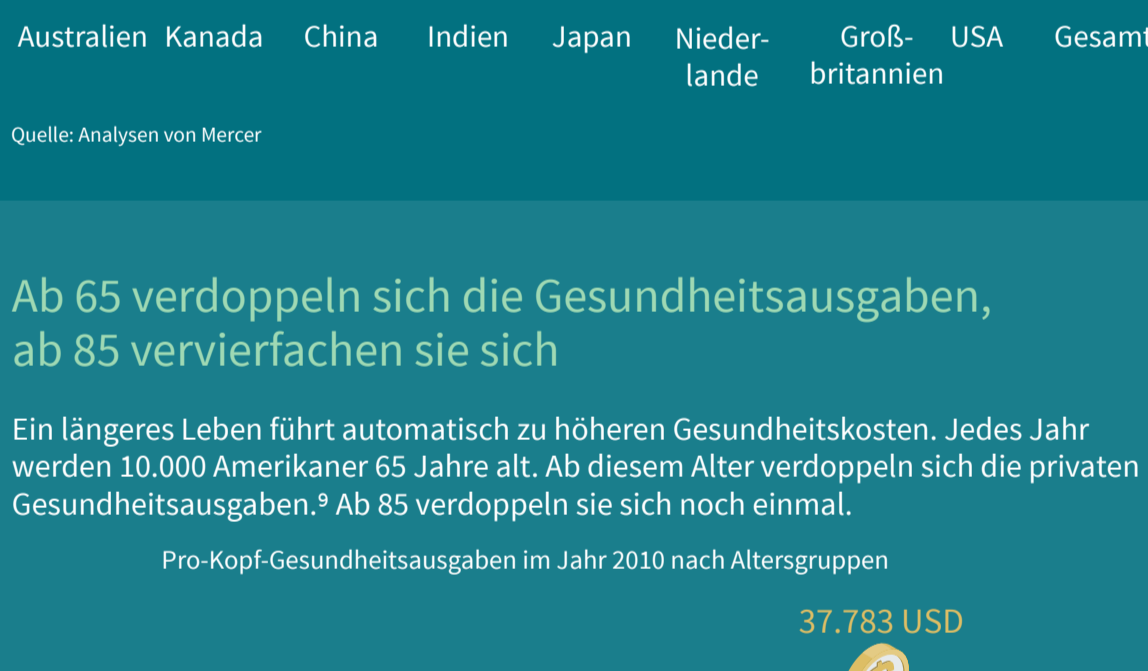 Australien Kanada China Indien Japan Nieder-lande Groß-britannien USA Gesamt
Quelle: Analysen von Mercer
Ab 65 verdoppeln sich die Gesundheitsausgaben,
ab 85 vervierfachen sie sich
Ein längeres Leben führt automatisch zu höheren Gesundheitskosten. Jedes Jahr
werden 10.000 Amerikaner 65 Jahre alt. Ab diesem Alter verdoppeln sich die privaten
Gesundheitsausgaben.⁹ Ab 85 verdoppeln sie sich noch einmal.
Pro-Kopf-Gesundheitsausgaben im Jahr 2010 nach Altersgruppen
37.783 USD